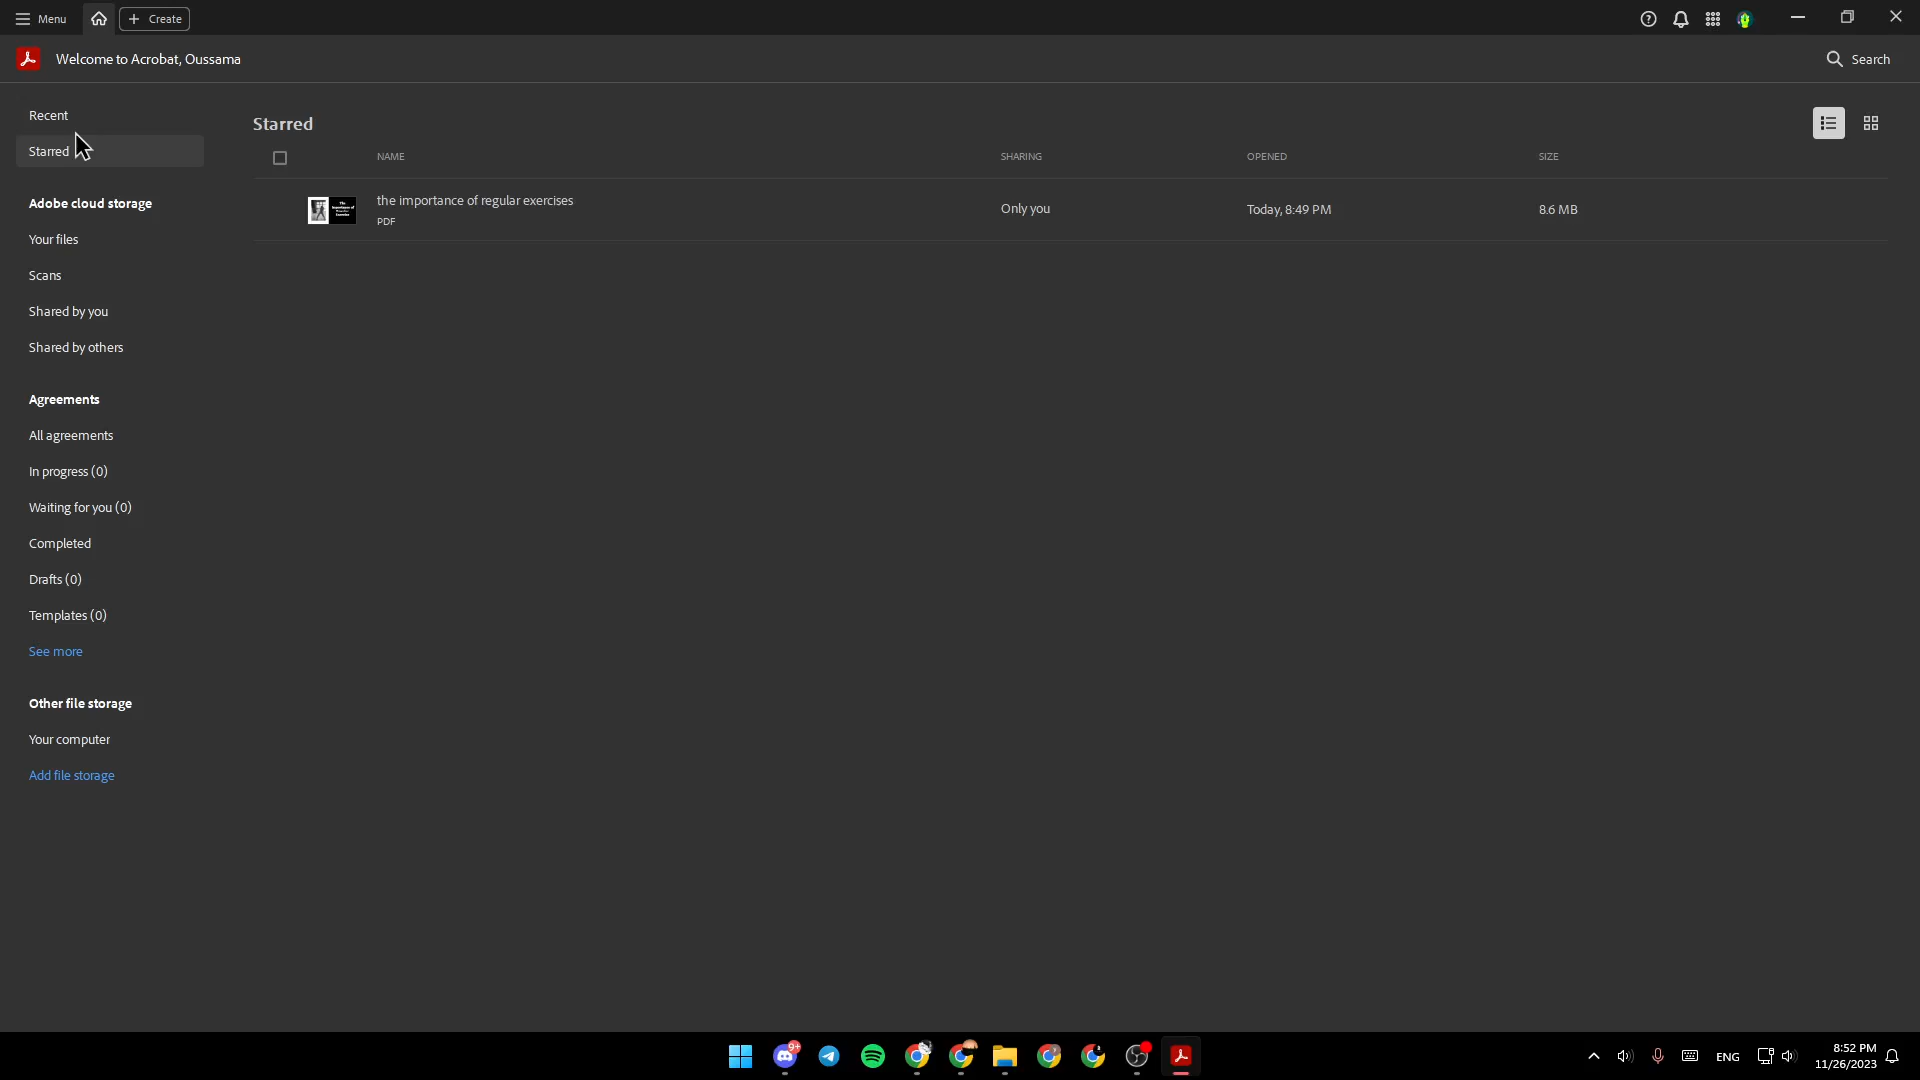 Menu
Create
Welcome to Acrobat, Oussama
Search
Recent
Starred
Adobe cloud storage
Your files
Scans
Shared by you
Shared by others
Agreements
All agreements
In progress (0)
Waiting for you (0)
Completed
Drafts (0)
Templates (0)
See more
Other file storage
Your computer
Add file storage
Starred
NAME SHARING OPENED SIZE
the importance of regular exercises
PDF
Only you Today, 8:49 PM 8.6 MB
9+
ENG
8:52 PM
11/26/2023